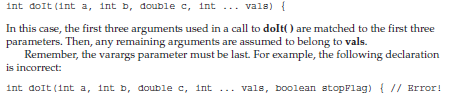 int doIt(int a, int b, double c, int ... vals) {
In this case, the first three arguments used in a call to doIt( ) are matched to the first three
parameters. Then, any remaining arguments are assumed to belong to vals.
Remember, the varargs parameter must be last. For example, the following declaration
is incorrect:
int doIt(int a, int b, double c, int ... vals, boolean stopFlag) { // Error!